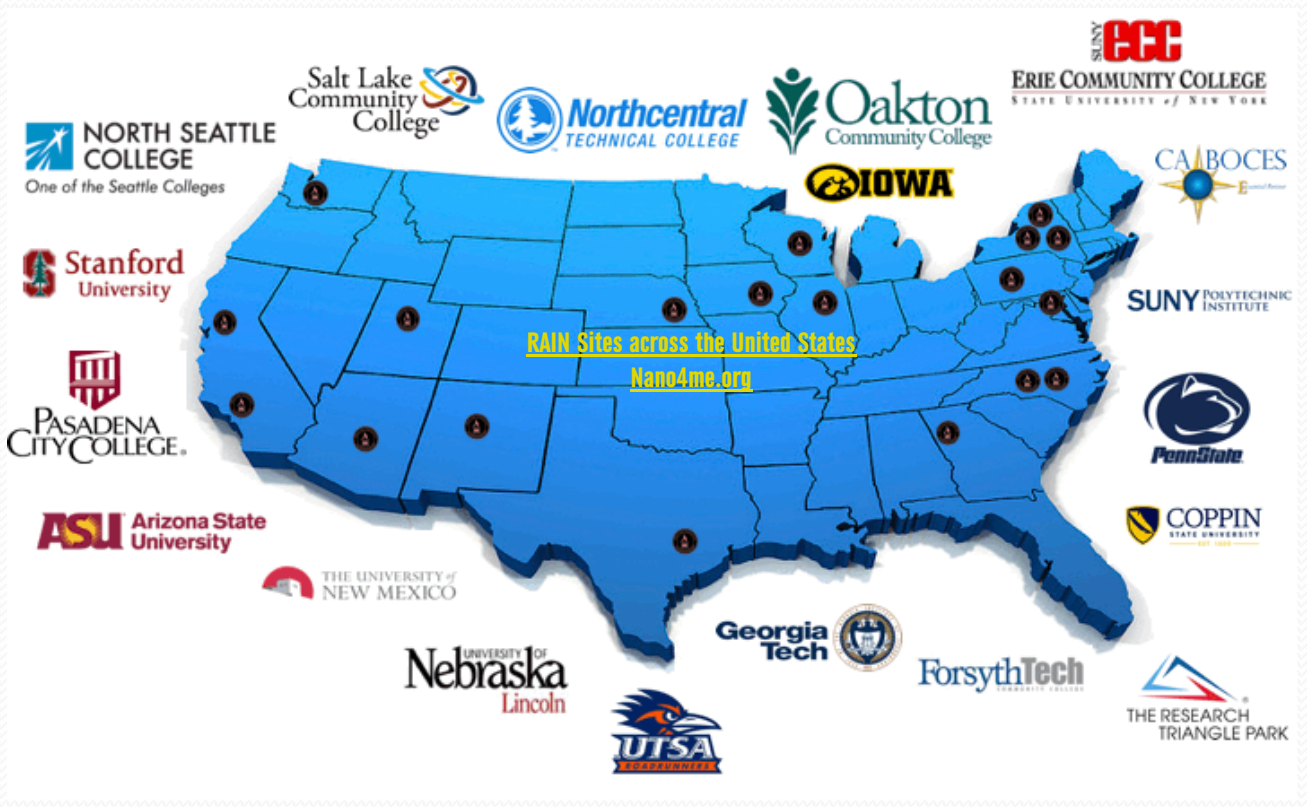 SUNY ECC
ERIE COMMUNITY COLLEGE
STATE UNIVERSITY of NEW YORK
Salt Lake
Community
College
Northcentral
TECHNICAL COLLEGE
Oakton
Community College
NORTH SEATTLE
COLLEGE
One of the Seattle Colleges
IOWA
CA BOCES
Stanford
University
SUNY POLYTECHNIC
INSTITUTE
RAIN Sites across the United States
Nano4me.org
PASADENA
CITY COLLEGE
PennState
ASU Arizona State
University
COPPIN
STATE UNIVERSITY
THE UNIVERSITY of
NEW MEXICO
Georgia
Tech
UNIVERSITY OF
Nebraska
Lincoln
ForsythTech
COMMUNITY COLLEGE
THE RESEARCH
TRIANGLE PARK
UTSA
ROADRUNNERS